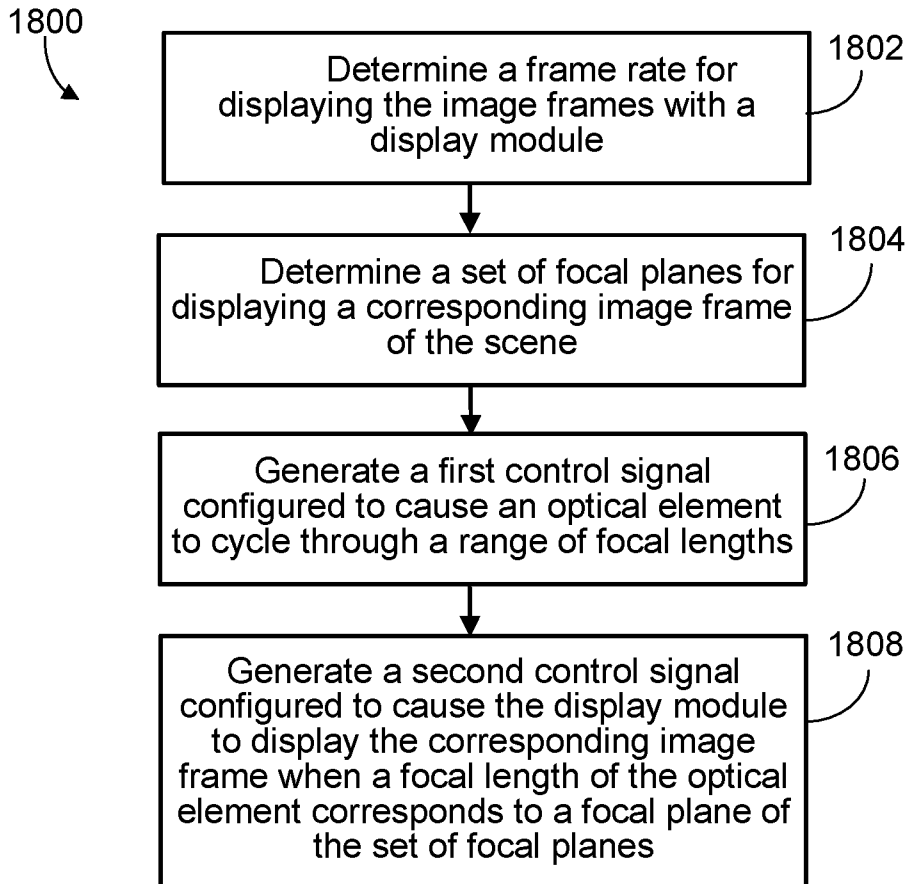 1800
1802
Determine a frame rate for
displaying the image frames with a
display module
1804
Determine a set of focal planes for
displaying a corresponding image frame
of the scene
1806
Generate a first control signal
configured to cause an optical element
to cycle through a range of focal lengths
1808
Generate a second control signal
configured to cause the display module
to display the corresponding image
frame when a focal length of the optical
element corresponds to a focal plane of
the set of focal planes